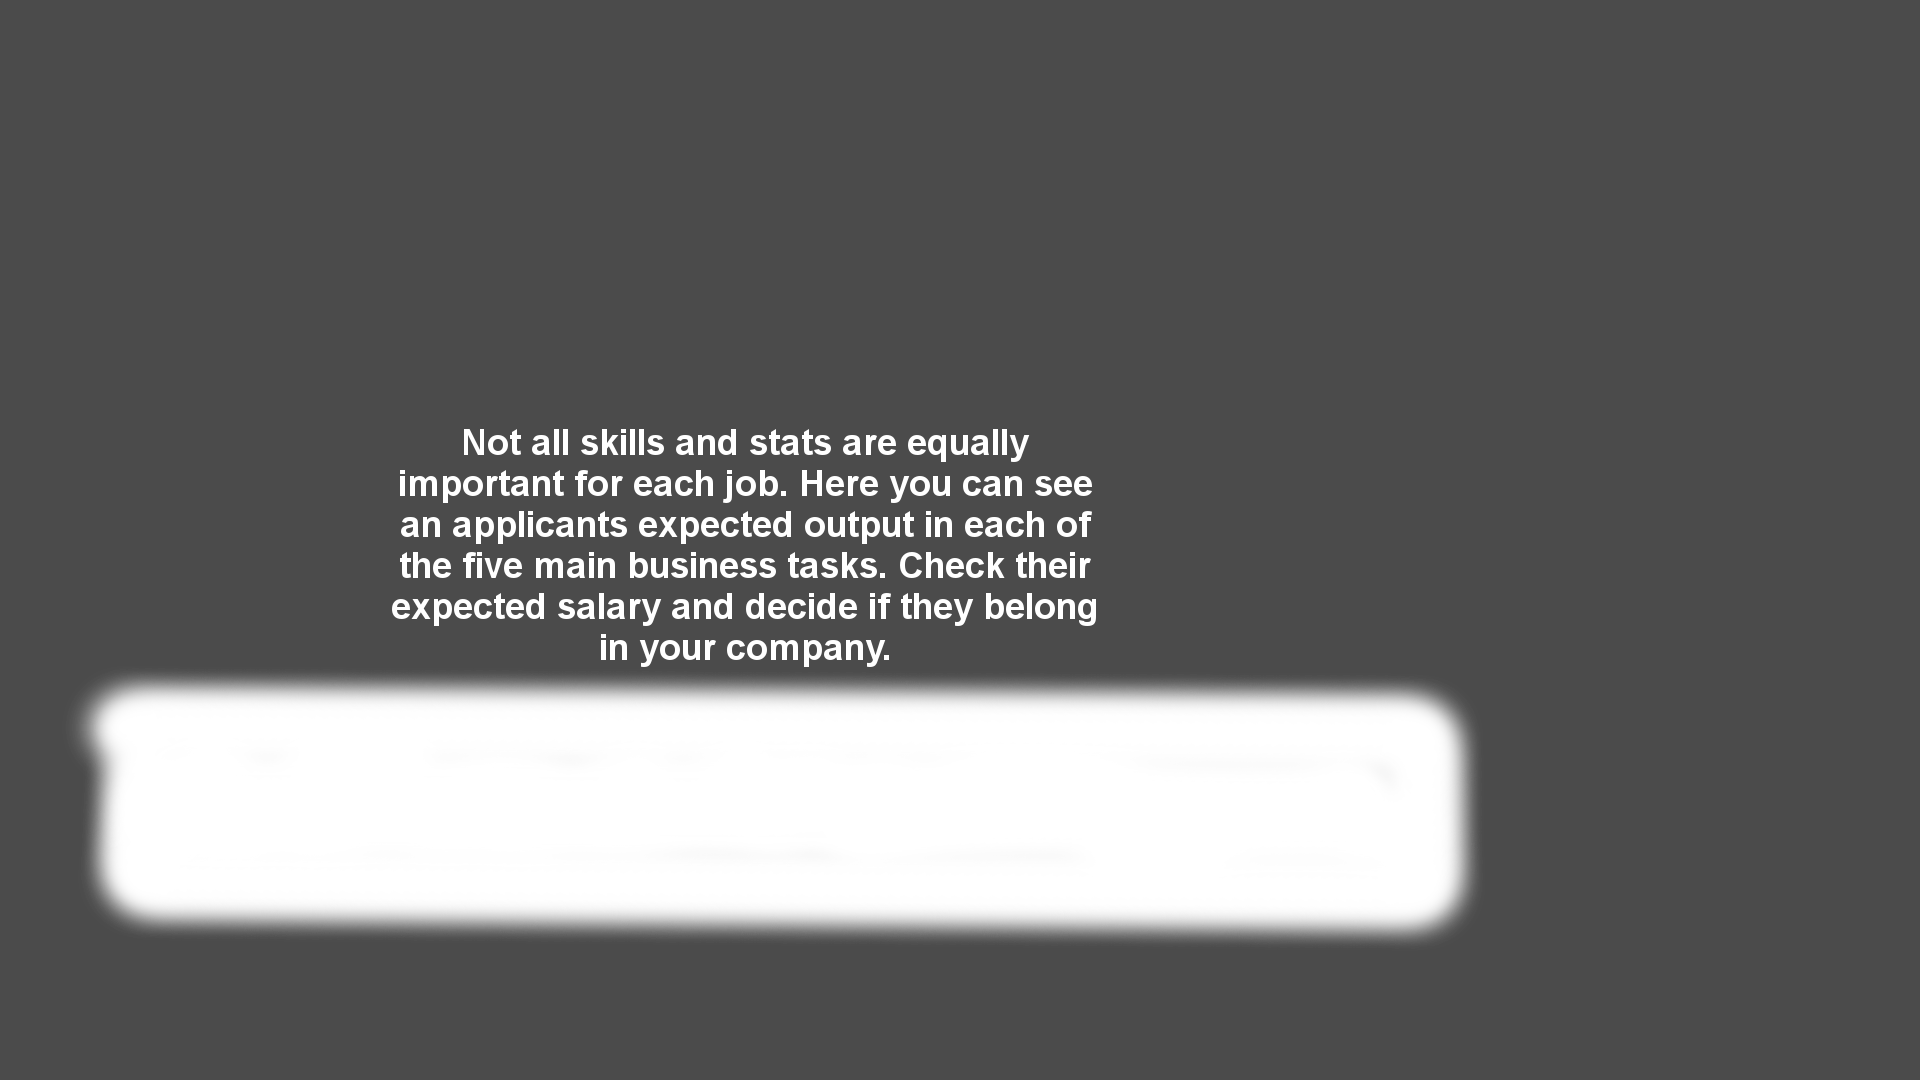 Not all skills and stats are equally
important for each job. Here you can see
an applicants expected output in each of
the five main business tasks. Check their
expected salary and decide if they belong
in your company.